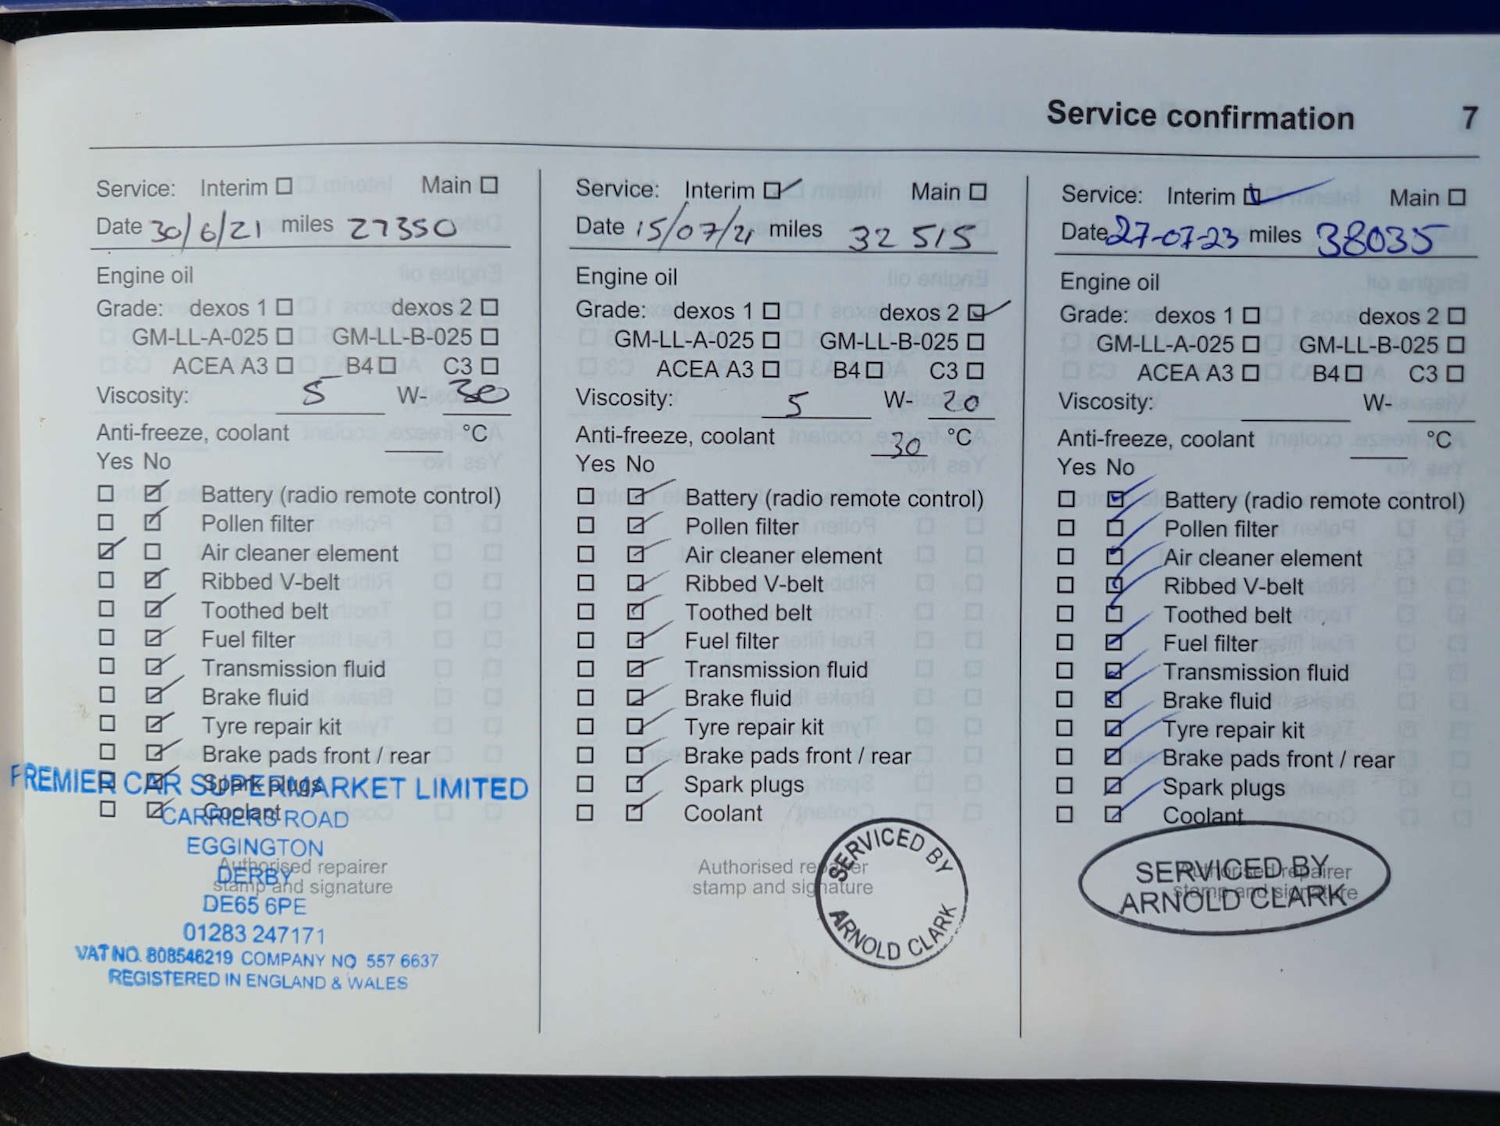 Service confirmation 7
Service: Interim Main
Date 30/6/21 miles 27350
Engine oil
Grade: dexos 1 dexos 2
GM-LL-A-025 GM-LL-B-025
ACEA A3 B4 C3
Viscosity: 5 W- 30
Anti-freeze, coolant °C
Yes No
Battery (radio remote control)
Pollen filter
Air cleaner element
Ribbed V-belt
Toothed belt
Fuel filter
Transmission fluid
Brake fluid
Tyre repair kit
Brake pads front / rear
Spark plugs
Coolant
Authorised repairer
stamp and signature
PREMIER CAR SUPERMARKET LIMITED
CARRIERS ROAD
EGGINGTON
DERBY
DE65 6PE
01283 247171
VAT NO. 808546219 COMPANY NO 557 6637
REGISTERED IN ENGLAND & WALES
Service: Interim Main
Date 15/07/21 miles 32515
Engine oil
Grade: dexos 1 dexos 2
GM-LL-A-025 GM-LL-B-025
ACEA A3 B4 C3
Viscosity: 5 W- 20
Anti-freeze, coolant 30 °C
Yes No
Battery (radio remote control)
Pollen filter
Air cleaner element
Ribbed V-belt
Toothed belt
Fuel filter
Transmission fluid
Brake fluid
Tyre repair kit
Brake pads front / rear
Spark plugs
Coolant
Authorised repairer
stamp and signature
SERVICED BY
ARNOLD CLARK
Service: Interim Main
Date 27-07-23 miles 38035
Engine oil
Grade: dexos 1 dexos 2
GM-LL-A-025 GM-LL-B-025
ACEA A3 B4 C3
Viscosity: W-
Anti-freeze, coolant °C
Yes No
Battery (radio remote control)
Pollen filter
Air cleaner element
Ribbed V-belt
Toothed belt
Fuel filter
Transmission fluid
Brake fluid
Tyre repair kit
Brake pads front / rear
Spark plugs
Coolant
Authorised repairer
stamp and signature
SERVICED BY
ARNOLD CLARK